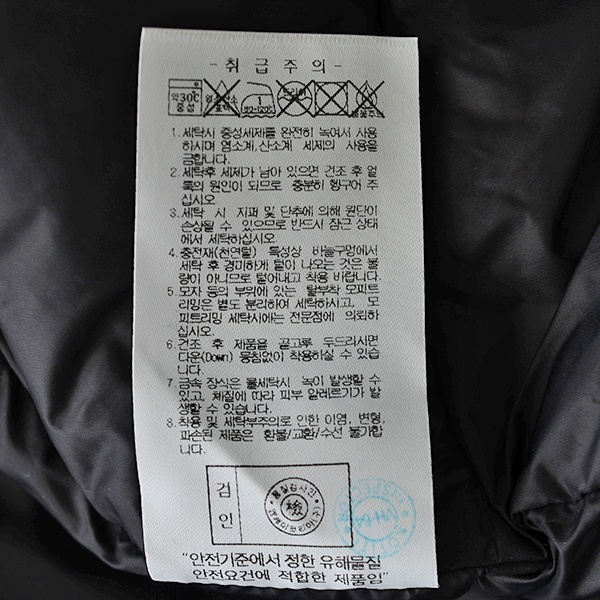 - 취 급 주 의 -
약30℃
중성
염소
표백
1
80~120℃
드라이
1. 세탁시 중성세제를 완전히 녹여서 사용
하시며 염소계,산소계 세제의 사용을
금합니다.
2. 세탁후 세제가 남아 있으면 건조 후 얼
룩의 원인이 되므로 충분히 헹구어 주
십시오
3. 세탁 시 지퍼 및 단추에 의해 원단이
손상될 수 있으므로 반드시 잠근 상태
에서 세탁하십시오
4. 충전재(천연털) 특성상 바늘구멍에서
세탁 후 경미하게 털이 나오는 것은 불
량이 아니므로 털어내고 착용 바랍니다.
5. 모자 등의 부위에 있는 탈부착 모피트
리밍은 별도 분리하여 세탁하시고, 모
피트리밍 세탁시에는 전문점에 의뢰하
십시오.
6. 건조 후 제품을 골고루 두드리시면
다운(Down) 뭉침없이 착용하실 수 있습
니다.
7. 금속 장식은 물세탁시 녹이 발생할 수
있고, 체질에 따라 피부 알레르기가 발
생할 수 있습니다.
8. 착용 및 세탁부주의로 인한 이염, 변형,
파손된 제품은 환불/교환/수선 불가합
니다.
검
인
품질검사진
檢
"안전기준에서 정한 유해물질
안전요건에 적합한 제품임"